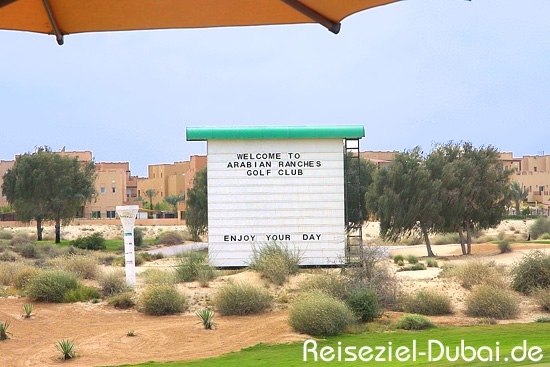 WELCOME TO
ARABIAN RANCHES
GOLF CLUB
ENJOY YOUR DAY
Reiseziel-Dubai.de